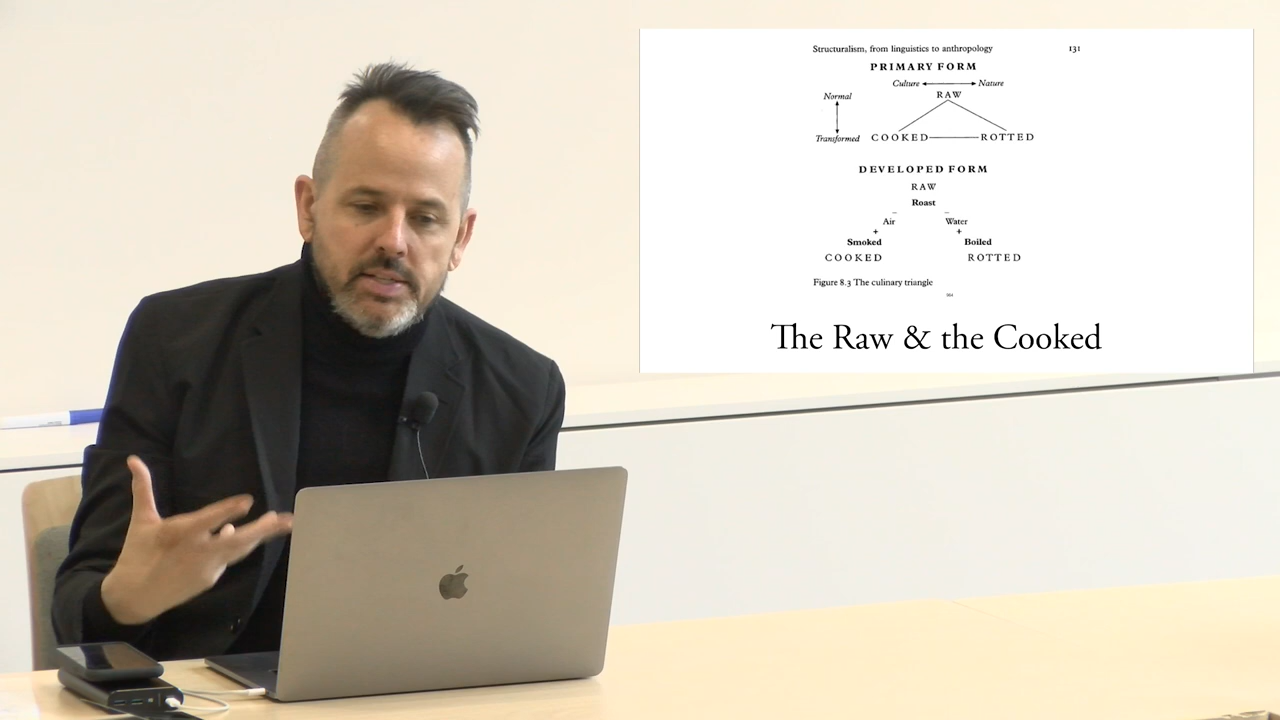 Structuralism, from linguistics to anthropology 131
PRIMARY FORM
Culture Nature
RAW
Normal
Transformed COOKED ROTTED
DEVELOPED FORM
RAW
Roast
− −
Air Water
+ +
Smoked Boiled
COOKED ROTTED
Figure 8.3 The culinary triangle
The Raw & the Cooked